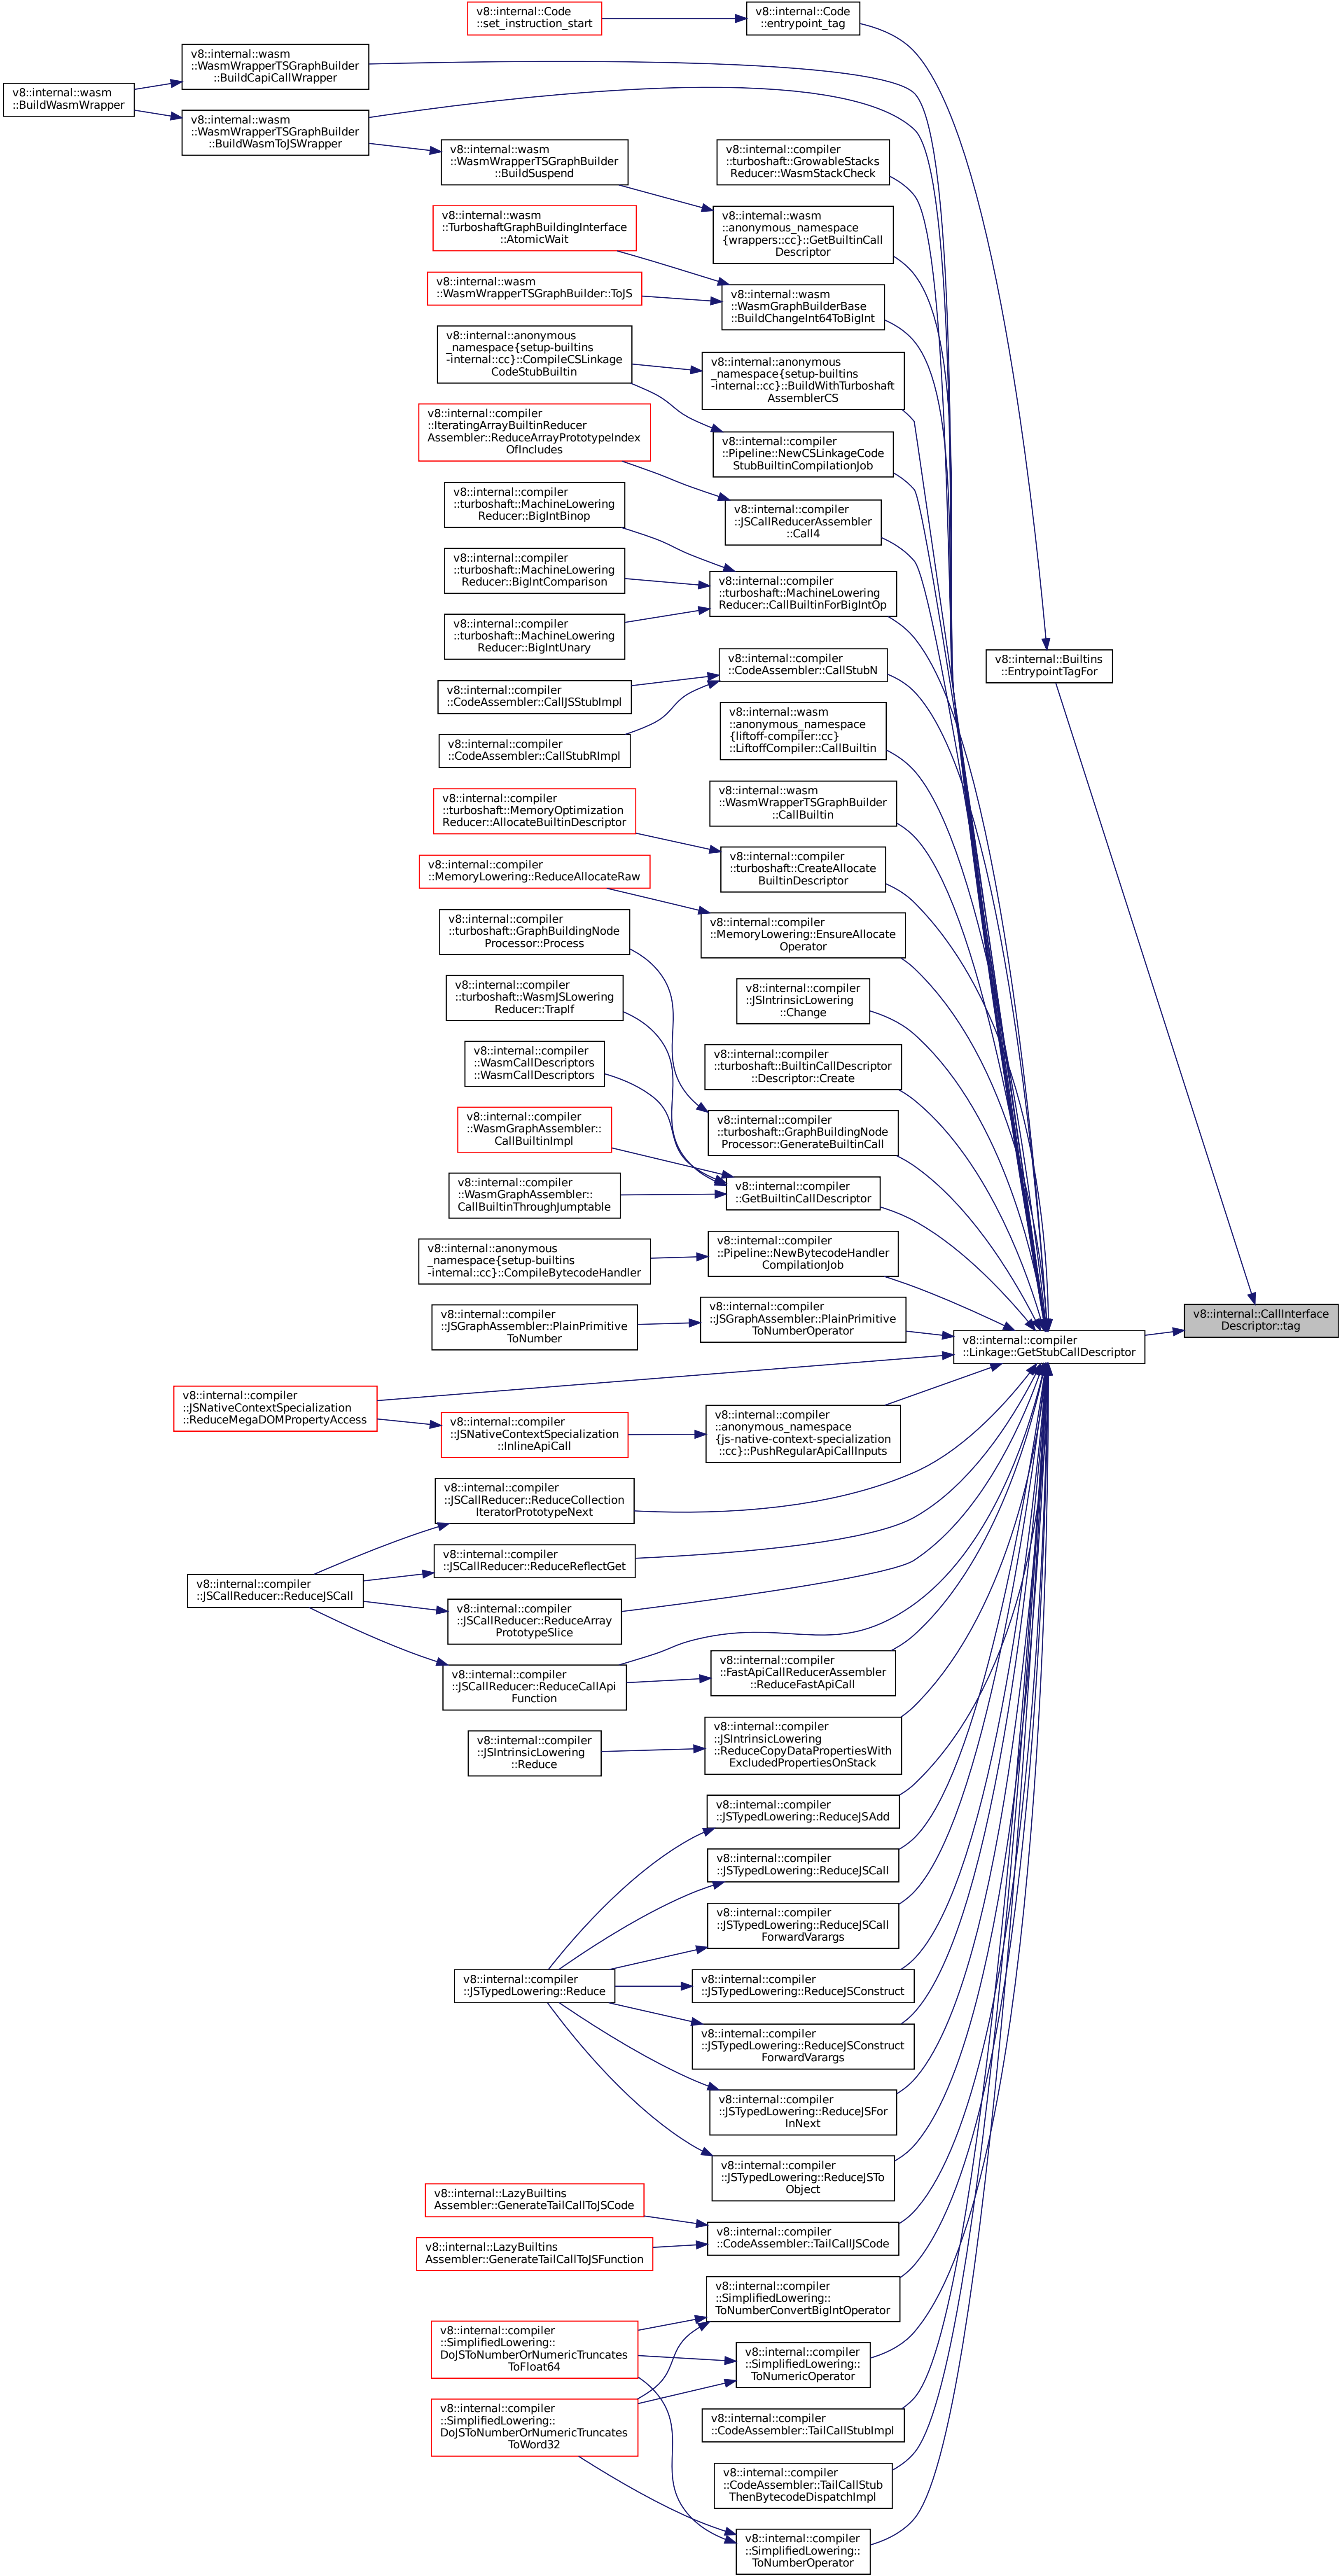 v8::internal::Code
::set_instruction_start
v8::internal::Code
::entrypoint_tag
v8::internal::wasm
::WasmWrapperTSGraphBuilder
::BuildCapiCallWrapper
v8::internal::wasm
::BuildWasmWrapper
v8::internal::wasm
::WasmWrapperTSGraphBuilder
::BuildWasmToJSWrapper
v8::internal::wasm
::WasmWrapperTSGraphBuilder
::BuildSuspend
v8::internal::compiler
::turboshaft::GrowableStacks
Reducer::WasmStackCheck
v8::internal::wasm
::TurboshaftGraphBuildingInterface
::AtomicWait
v8::internal::wasm
::anonymous_namespace
{wrappers::cc}::GetBuiltinCall
Descriptor
v8::internal::wasm
::WasmWrapperTSGraphBuilder::ToJS
v8::internal::wasm
::WasmGraphBuilderBase
::BuildChangeInt64ToBigInt
v8::internal::anonymous
_namespace{setup-builtins
-internal::cc}::CompileCSLinkage
CodeStubBuiltin
v8::internal::anonymous
_namespace{setup-builtins
-internal::cc}::BuildWithTurboshaft
AssemblerCS
v8::internal::compiler
::IteratingArrayBuiltinReducer
Assembler::ReduceArrayPrototypeIndex
OfIncludes
v8::internal::compiler
::Pipeline::NewCSLinkageCode
StubBuiltinCompilationJob
v8::internal::compiler
::turboshaft::MachineLowering
Reducer::BigIntBinop
v8::internal::compiler
::JSCallReducerAssembler
::Call4
v8::internal::compiler
::turboshaft::MachineLowering
Reducer::BigIntComparison
v8::internal::compiler
::turboshaft::MachineLowering
Reducer::CallBuiltinForBigIntOp
v8::internal::compiler
::turboshaft::MachineLowering
Reducer::BigIntUnary
v8::internal::compiler
::CodeAssembler::CallStubN
v8::internal::Builtins
::EntrypointTagFor
v8::internal::compiler
::CodeAssembler::CallJSStubImpl
v8::internal::wasm
::anonymous_namespace
{liftoff-compiler::cc}
::LiftoffCompiler::CallBuiltin
v8::internal::compiler
::CodeAssembler::CallStubRImpl
v8::internal::wasm
::WasmWrapperTSGraphBuilder
::CallBuiltin
v8::internal::compiler
::turboshaft::MemoryOptimization
Reducer::AllocateBuiltinDescriptor
v8::internal::compiler
::turboshaft::CreateAllocate
BuiltinDescriptor
v8::internal::compiler
::MemoryLowering::ReduceAllocateRaw
v8::internal::compiler
::MemoryLowering::EnsureAllocate
Operator
v8::internal::compiler
::turboshaft::GraphBuildingNode
Processor::Process
v8::internal::compiler
::JSIntrinsicLowering
::Change
v8::internal::compiler
::turboshaft::WasmJSLowering
Reducer::TrapIf
v8::internal::compiler
::turboshaft::BuiltinCallDescriptor
::Descriptor::Create
v8::internal::compiler
::WasmCallDescriptors
::WasmCallDescriptors
v8::internal::compiler
::turboshaft::GraphBuildingNode
Processor::GenerateBuiltinCall
v8::internal::compiler
::WasmGraphAssembler::
CallBuiltinImpl
v8::internal::compiler
::GetBuiltinCallDescriptor
v8::internal::compiler
::WasmGraphAssembler::
CallBuiltinThroughJumptable
v8::internal::compiler
::Pipeline::NewBytecodeHandler
CompilationJob
v8::internal::anonymous
_namespace{setup-builtins
-internal::cc}::CompileBytecodeHandler
v8::internal::compiler
::JSGraphAssembler::PlainPrimitive
ToNumberOperator
v8::internal::compiler
::JSGraphAssembler::PlainPrimitive
ToNumber
v8::internal::CallInterface
Descriptor::tag
v8::internal::compiler
::Linkage::GetStubCallDescriptor
v8::internal::compiler
::JSNativeContextSpecialization
::ReduceMegaDOMPropertyAccess
v8::internal::compiler
::JSNativeContextSpecialization
::InlineApiCall
v8::internal::compiler
::anonymous_namespace
{js-native-context-specialization
::cc}::PushRegularApiCallInputs
v8::internal::compiler
::JSCallReducer::ReduceCollection
IteratorPrototypeNext
v8::internal::compiler
::JSCallReducer::ReduceReflectGet
v8::internal::compiler
::JSCallReducer::ReduceJSCall
v8::internal::compiler
::JSCallReducer::ReduceArray
PrototypeSlice
v8::internal::compiler
::JSCallReducer::ReduceCallApi
Function
v8::internal::compiler
::FastApiCallReducerAssembler
::ReduceFastApiCall
v8::internal::compiler
::JSIntrinsicLowering
::Reduce
v8::internal::compiler
::JSIntrinsicLowering
::ReduceCopyDataPropertiesWith
ExcludedPropertiesOnStack
v8::internal::compiler
::JSTypedLowering::ReduceJSAdd
v8::internal::compiler
::JSTypedLowering::ReduceJSCall
v8::internal::compiler
::JSTypedLowering::ReduceJSCall
ForwardVarargs
v8::internal::compiler
::JSTypedLowering::Reduce
v8::internal::compiler
::JSTypedLowering::ReduceJSConstruct
v8::internal::compiler
::JSTypedLowering::ReduceJSConstruct
ForwardVarargs
v8::internal::compiler
::JSTypedLowering::ReduceJSFor
InNext
v8::internal::compiler
::JSTypedLowering::ReduceJSTo
Object
v8::internal::LazyBuiltins
Assembler::GenerateTailCallToJSCode
v8::internal::compiler
::CodeAssembler::TailCallJSCode
v8::internal::LazyBuiltins
Assembler::GenerateTailCallToJSFunction
v8::internal::compiler
::SimplifiedLowering::
ToNumberConvertBigIntOperator
v8::internal::compiler
::SimplifiedLowering::
DoJSToNumberOrNumericTruncates
ToFloat64
v8::internal::compiler
::SimplifiedLowering::
ToNumericOperator
v8::internal::compiler
::SimplifiedLowering::
DoJSToNumberOrNumericTruncates
ToWord32
v8::internal::compiler
::CodeAssembler::TailCallStubImpl
v8::internal::compiler
::CodeAssembler::TailCallStub
ThenBytecodeDispatchImpl
v8::internal::compiler
::SimplifiedLowering::
ToNumberOperator